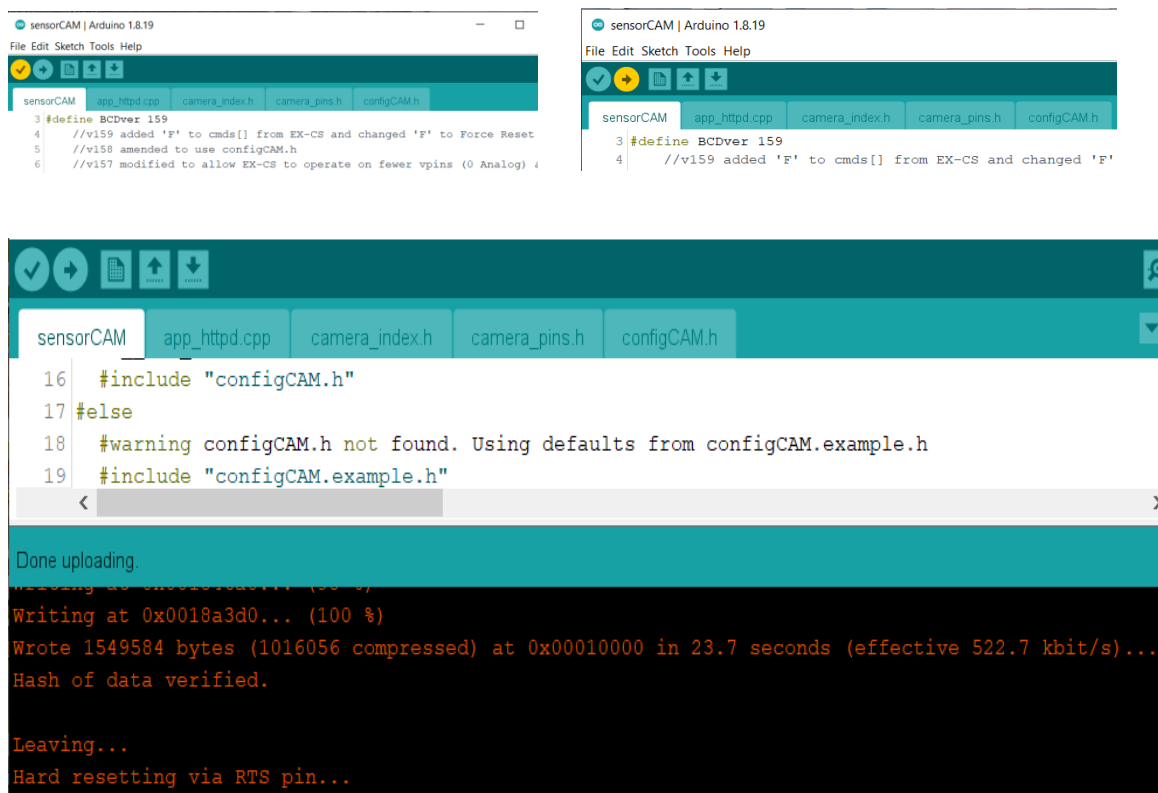 sensorCAM | Arduino 1.8.19
File Edit Sketch Tools Help
sensorCAM app_httpd.cpp camera_index.h camera_pins.h configCAM.h
3 #define BCDver 159
4 //v159 added 'F' to cmds[] from EX-CS and changed 'F' to Force Reset
5 //v158 amended to use configCAM.h
6 //v157 modified to allow EX-CS to operate on fewer vpins (0 Analog)
sensorCAM | Arduino 1.8.19
File Edit Sketch Tools Help
sensorCAM app_httpd.cpp camera_index.h camera_pins.h configCAM.h
3 #define BCDver 159
4 //v159 added 'F' to cmds[] from EX-CS and changed 'F'
sensorCAM app_httpd.cpp camera_index.h camera_pins.h configCAM.h
16 #include "configCAM.h"
17 #else
18 #warning configCAM.h not found. Using defaults from configCAM.example.h
19 #include "configCAM.example.h"
Done uploading.
Writing at
Writing at 0x0018a3d0... (100 %)
Wrote 1549584 bytes (1016056 compressed) at 0x00010000 in 23.7 seconds (effective 522.7 kbit/s)...
Hash of data verified.
Leaving...
Hard resetting via RTS pin...